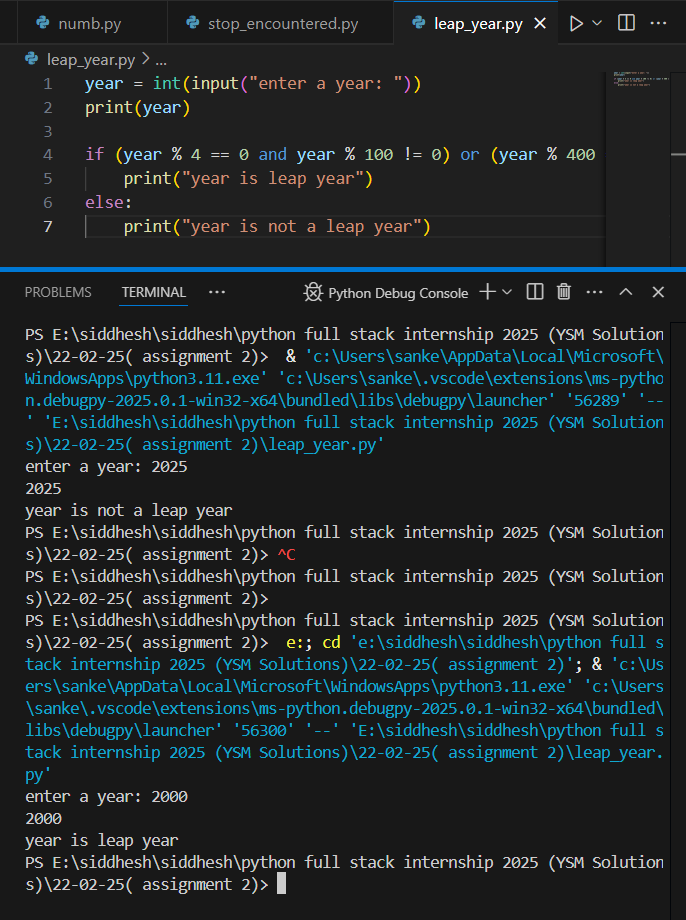 numb.py stop_encountered.py leap_year.py
leap_year.py > ...
1 year = int(input("enter a year: "))
2 print(year)
3
4 if (year % 4 == 0 and year % 100 != 0) or (year % 400
5 print("year is leap year")
6 else:
7 print("year is not a leap year")
PROBLEMS TERMINAL ... Python Debug Console
PS E:\siddhesh\siddhesh\python full stack internship 2025 (YSM Solution
s)\22-02-25( assignment 2)> & 'c:\Users\sanke\AppData\Local\Microsoft\
WindowsApps\python3.11.exe' 'c:\Users\sanke\.vscode\extensions\ms-pytho
n.debugpy-2025.0.1-win32-x64\bundled\libs\debugpy\launcher' '56289' '--
' 'E:\siddhesh\siddhesh\python full stack internship 2025 (YSM Solution
s)\22-02-25( assignment 2)\leap_year.py'
enter a year: 2025
2025
year is not a leap year
PS E:\siddhesh\siddhesh\python full stack internship 2025 (YSM Solution
s)\22-02-25( assignment 2)> ^C
PS E:\siddhesh\siddhesh\python full stack internship 2025 (YSM Solution
s)\22-02-25( assignment 2)>
PS E:\siddhesh\siddhesh\python full stack internship 2025 (YSM Solution
s)\22-02-25( assignment 2)> e:; cd 'e:\siddhesh\siddhesh\python full s
tack internship 2025 (YSM Solutions)\22-02-25( assignment 2)'; & 'c:\Us
ers\sanke\AppData\Local\Microsoft\WindowsApps\python3.11.exe' 'c:\Users
\sanke\.vscode\extensions\ms-python.debugpy-2025.0.1-win32-x64\bundled\
libs\debugpy\launcher' '56300' '--' 'E:\siddhesh\siddhesh\python full s
tack internship 2025 (YSM Solutions)\22-02-25( assignment 2)\leap_year.
py'
enter a year: 2000
2000
year is leap year
PS E:\siddhesh\siddhesh\python full stack internship 2025 (YSM Solution
s)\22-02-25( assignment 2)>